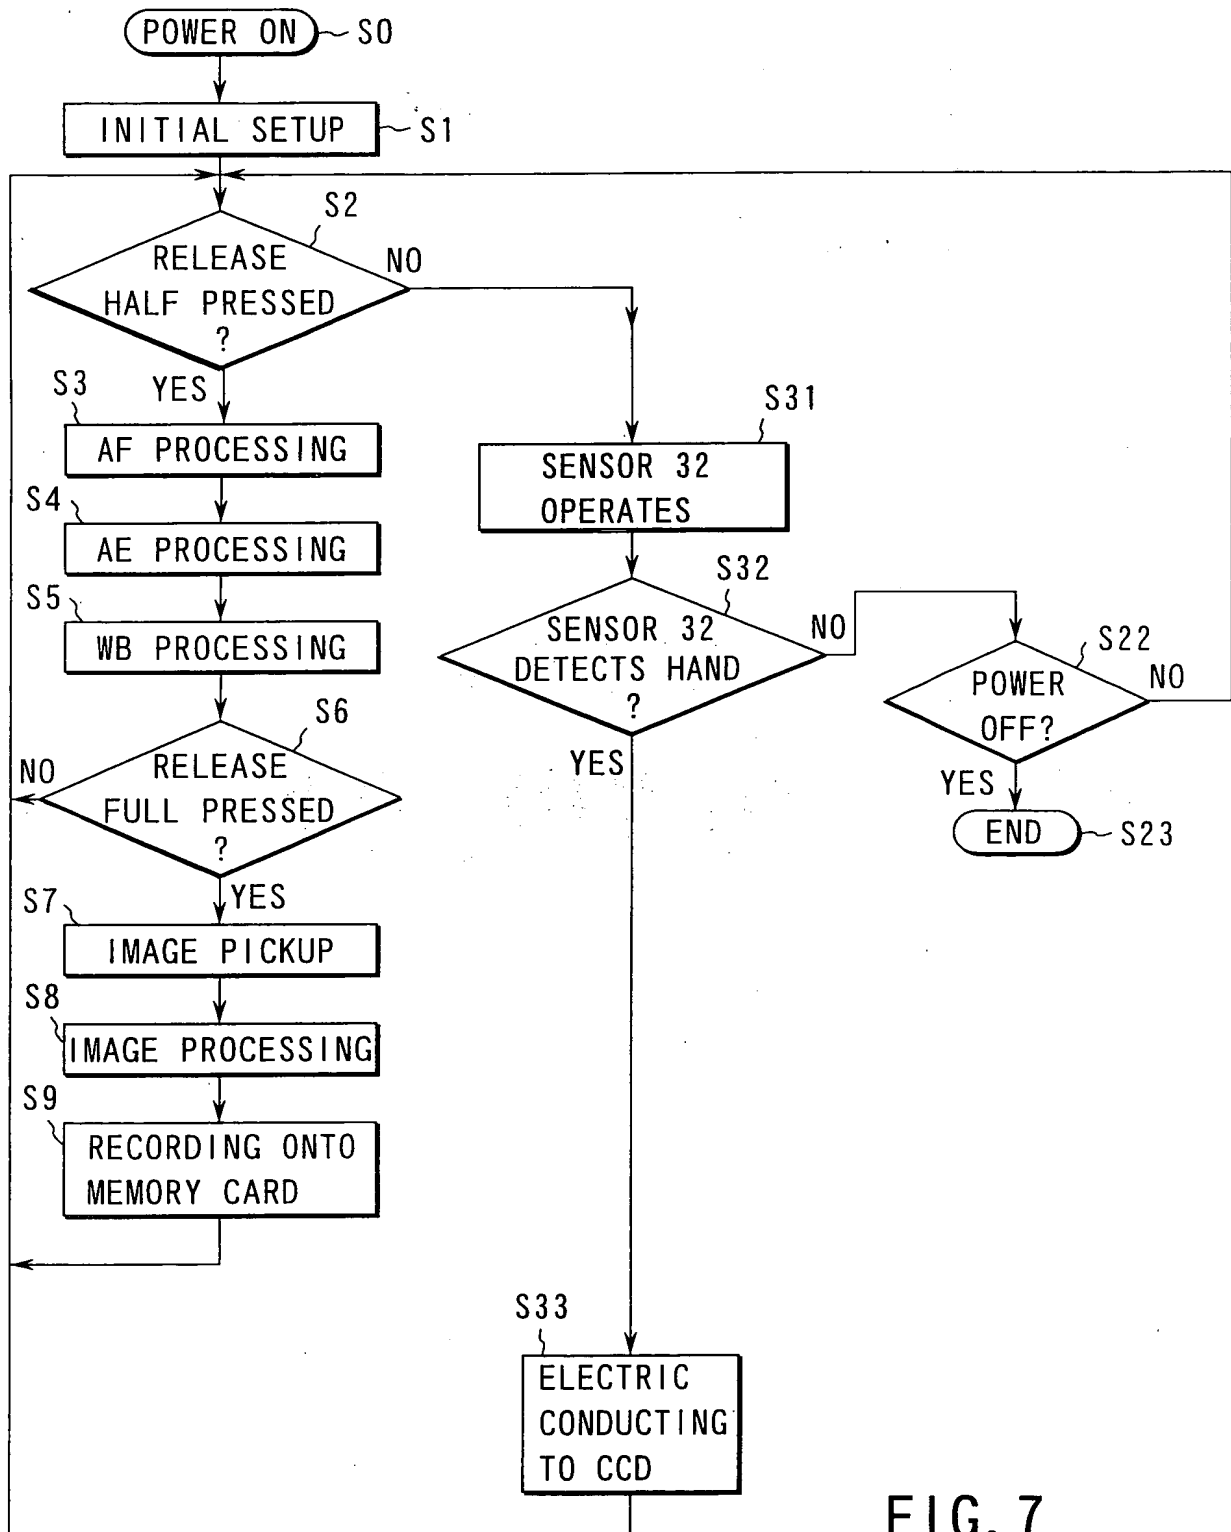 POWER ON
S0
INITIAL SETUP
S1
S2
RELEASE
HALF PRESSED
?
NO
YES
S3
AF PROCESSING
S4
AE PROCESSING
S5
WB PROCESSING
S6
RELEASE
FULL PRESSED
?
NO
YES
S7
IMAGE PICKUP
S8
IMAGE PROCESSING
S9
RECORDING ONTO
MEMORY CARD
S31
SENSOR 32
OPERATES
S32
SENSOR 32
DETECTS HAND
?
NO
YES
S22
POWER
OFF?
NO
YES
END
S23
S33
ELECTRIC
CONDUCTING
TO CCD
FIG. 7